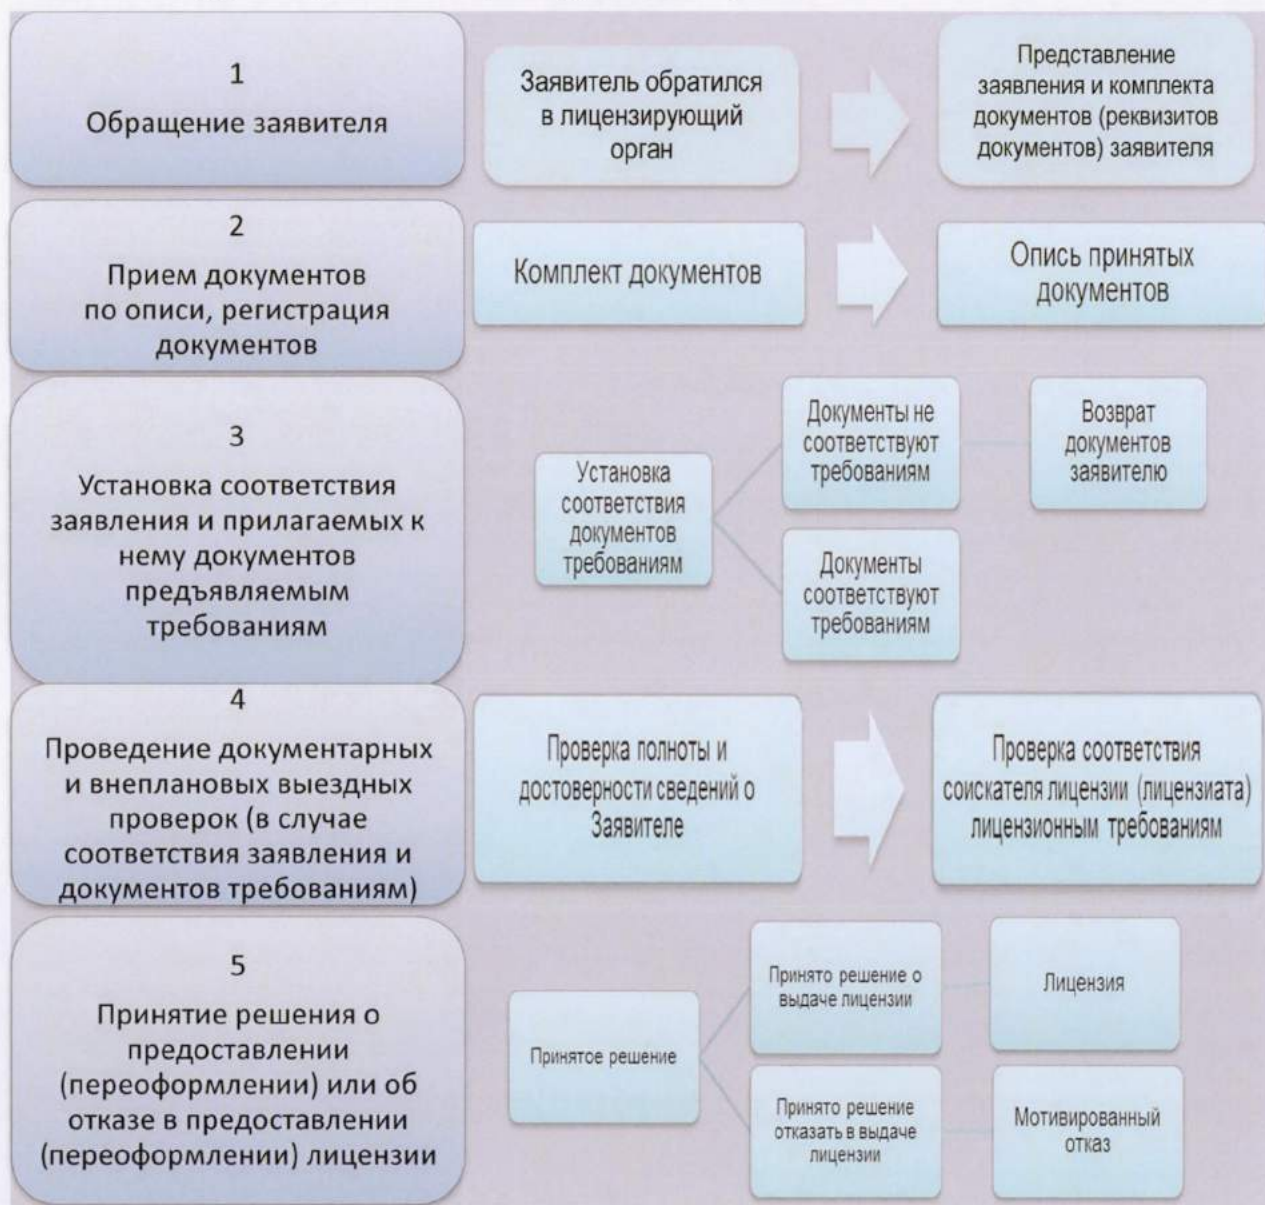 1
Обращение заявителя
Заявитель обратился
в лицензирующий
орган
Представление
заявления и комплекта
документов (реквизитов
документов) заявителя
2
Прием документов
по описи, регистрация
документов
Комплект документов
Опись принятых
документов
3
Установка соответствия
заявления и прилагаемых к
нему документов
предъявляемым
требованиям
Установка
соответствия
документов
требованиям
Документы не
соответствуют
требованиям
Возврат
документов
заявителю
Документы
соответствуют
требованиям
4
Проведение документарных
и внеплановых выездных
проверок (в случае
соответствия заявления и
документов требованиям)
Проверка полноты и
достоверности сведений о
Заявителе
Проверка соответствия
соискателя лицензии (лицензиата)
лицензионным требованиям
5
Принятие решения о
предоставлении
(переоформлении) или об
отказе в предоставлении
(переоформлении) лицензии
Принятое решение
Принято решение о
выдаче лицензии
Лицензия
Принято решение
отказать в выдаче
лицензии
Мотивированный
отказ